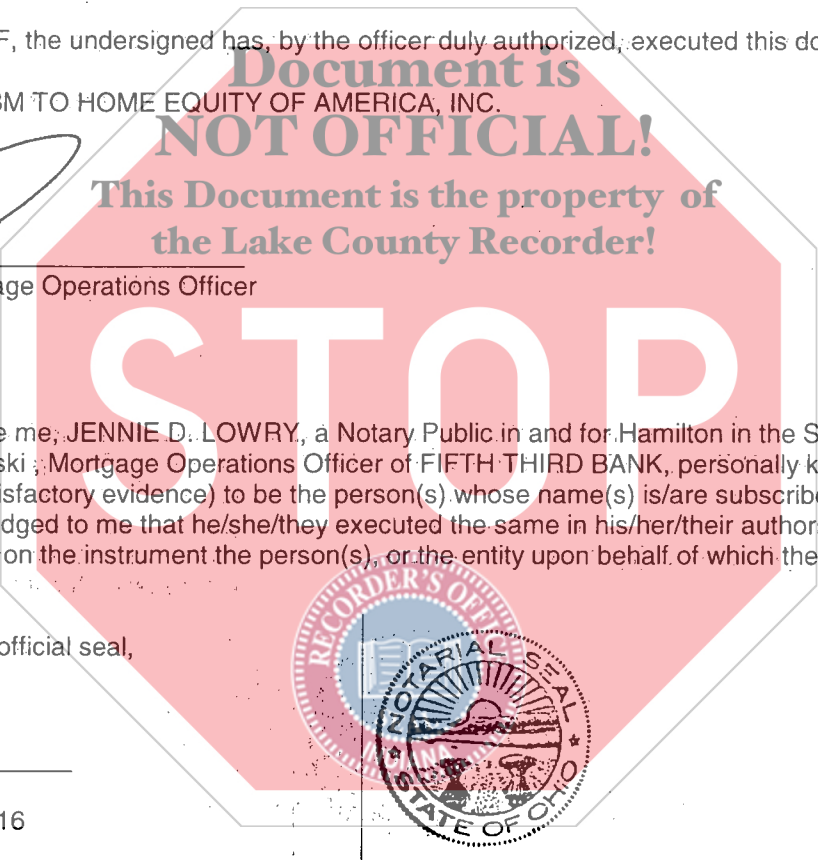 F, the undersigned has, by the officer duly authorized, executed this do
Document is
BM TO HOME EQUITY OF AMERICA, INC.
NOT OFFICIAL!
This Document is the property of
the Lake County Recorder!
age Operations Officer
STOP
e me, JENNIE D. LOWRY, a Notary Public in and for Hamilton in the S
ski , Mortgage Operations Officer of FIFTH THIRD BANK, personally k
isfactory evidence) to be the person(s) whose name(s) is/are subscribe
dged to me that he/she/they executed the same in his/her/their author
on the instrument the person(s), or the entity upon behalf of which the
RECORDER'S OFFICE
INDIANA
official seal,
NOTARIAL SEAL
STATE OF OHIO
16